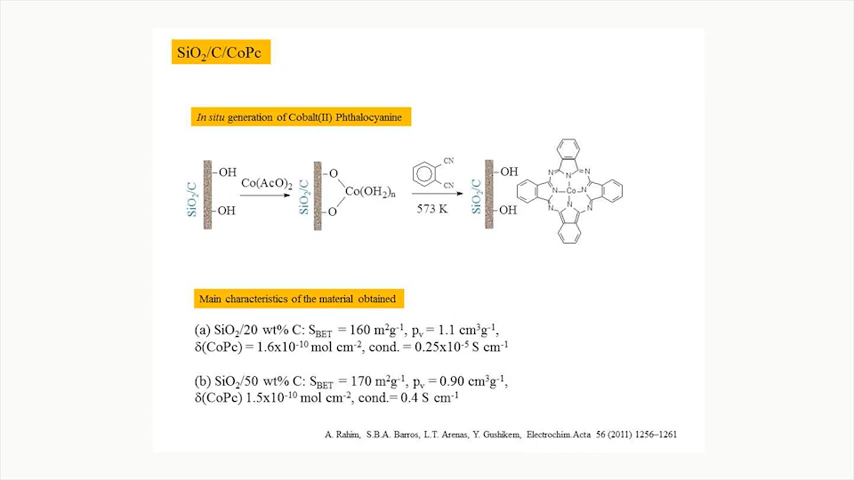 SiO₂/C/CoPc
In situ generation of Cobalt(II) Phthalocyanine
SiO₂/C
OH
OH
Co(AcO)₂
SiO₂/C
O
O
Co(OH₂)ₙ
CN
CN
573 K
SiO₂/C
OH
OH
N
N
N
N
Co
N
N
N
N
Main characteristics of the material obtained
(a) SiO₂/20 wt% C: S_BET = 160 m²g⁻¹, pᵥ = 1.1 cm³g⁻¹,
δ(CoPc) = 1.6x10⁻¹⁰ mol cm⁻², cond. = 0.25x10⁻⁵ S cm⁻¹
(b) SiO₂/50 wt% C: S_BET = 170 m²g⁻¹, pᵥ = 0.90 cm³g⁻¹,
δ(CoPc) 1.5x10⁻¹⁰ mol cm⁻², cond.= 0.4 S cm⁻¹
A. Rahim, S.B.A. Barros, L.T. Arenas, Y. Gushikem, Electrochim.Acta 56 (2011) 1256–1261